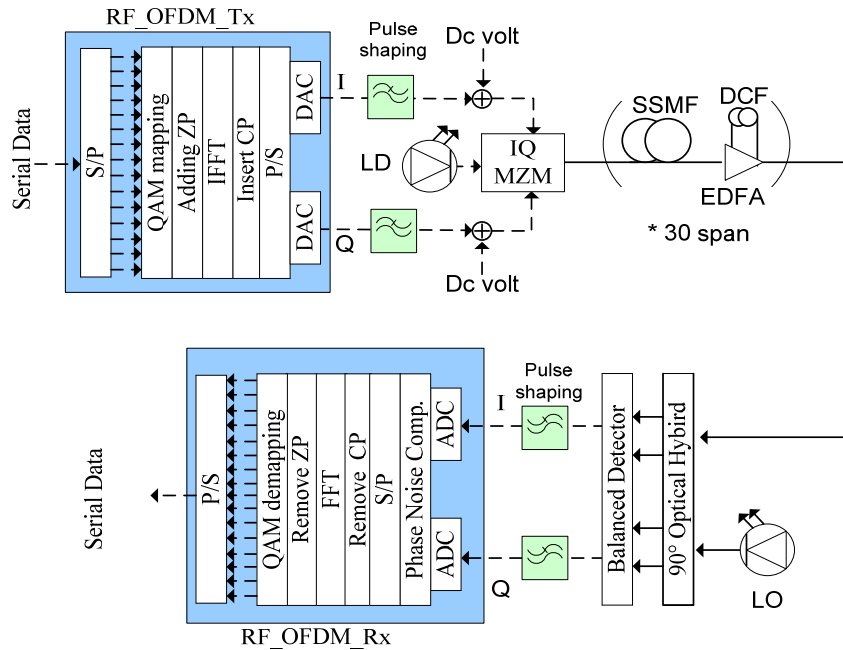 RF_OFDM_Tx
Serial Data
S/P
QAM mapping
Adding ZP
IFFT
Insert CP
P/S
DAC
DAC
I
Q
Pulse
shaping
Dc volt
LD
IQ
MZM
Dc volt
SSMF
DCF
EDFA
* 30 span
Serial Data
P/S
QAM demapping
Remove ZP
FFT
Remove CP
S/P
Phase Noise Comp.
ADC
ADC
I
Q
Pulse
shaping
Balanced Detector
90° Optical Hybird
LO
RF_OFDM_Rx